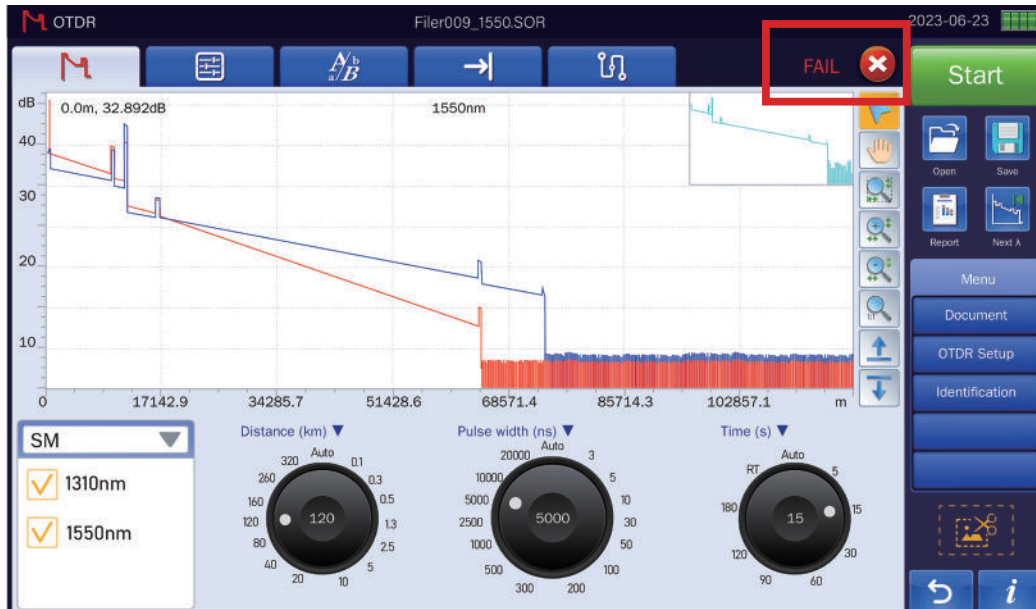 OTDR
Filer009_1550.SOR
2023-06-23
A/B
a/b
FAIL
Start
dB
0.0m, 32.892dB
1550nm
40
30
20
10
0
17142.9
34285.7
51428.6
68571.4
85714.3
102857.1
m
1:1
Open
Save
Report
Next λ
Menu
Document
OTDR Setup
Identification
SM
1310nm
1550nm
Distance (km)
Auto
0.1
0.3
0.5
1.3
2.5
5
10
20
40
80
120
160
260
320
120
Pulse width (ns)
Auto
3
5
10
30
50
100
200
300
500
1000
2500
5000
10000
20000
5000
Time (s)
Auto
5
15
30
60
90
120
180
RT
15
i